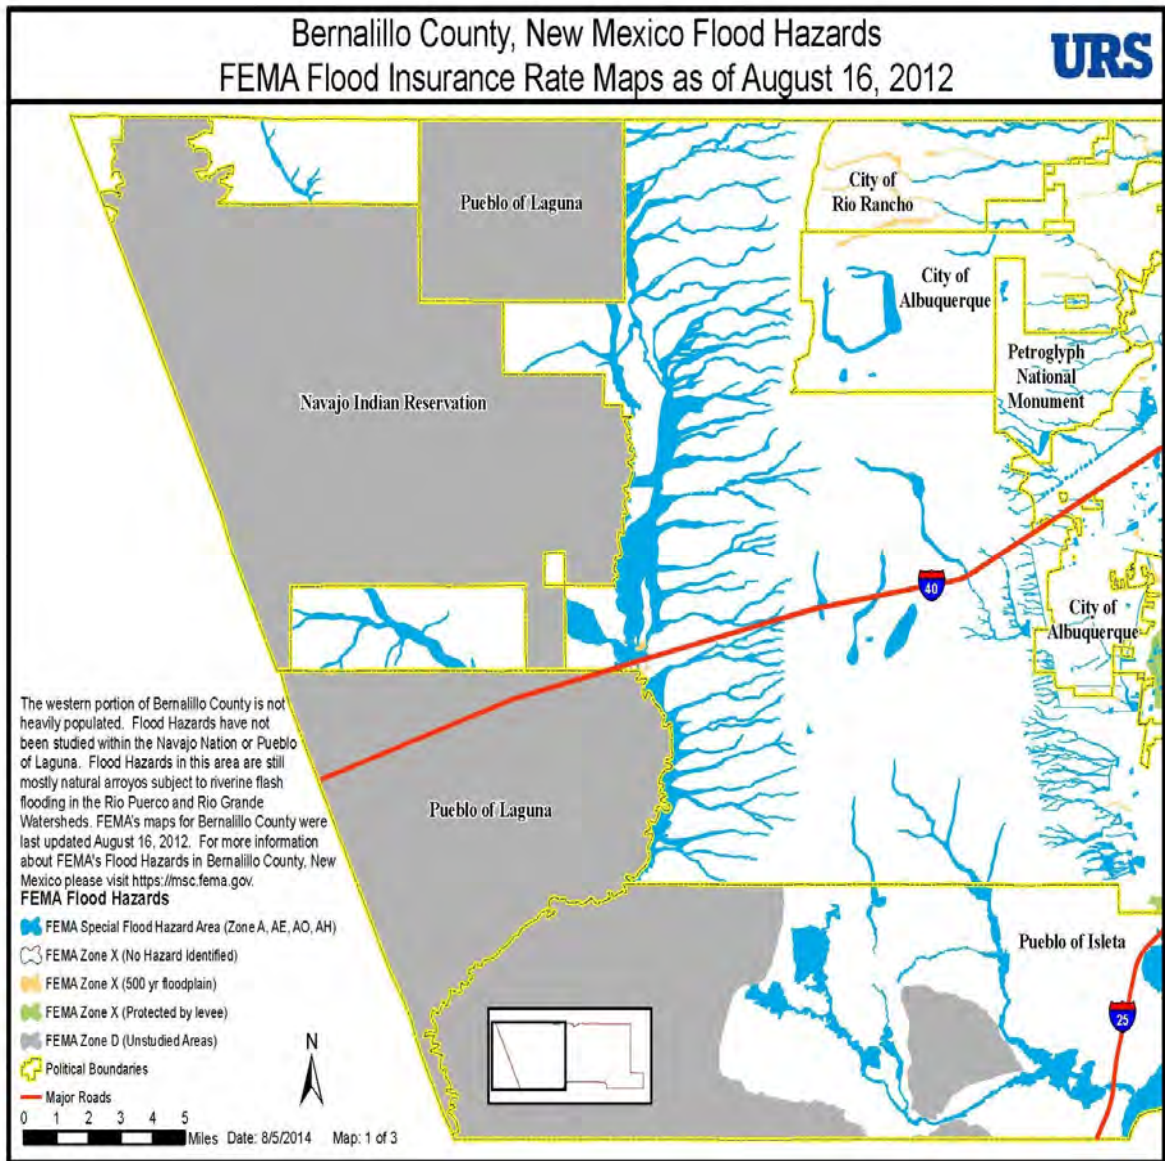 Bernalillo County, New Mexico Flood Hazards
FEMA Flood Insurance Rate Maps as of August 16, 2012
URS
Pueblo of Laguna
City of
Rio Rancho
City of
Albuquerque
Petroglyph
National
Monument
Navajo Indian Reservation
40
City of
Albuquerque
The western portion of Bernalillo County is not
heavily populated. Flood Hazards have not
been studied within the Navajo Nation or Pueblo
of Laguna. Flood Hazards in this area are still
mostly natural arroyos subject to riverine flash
flooding in the Rio Puerco and Rio Grande
Watersheds. FEMA's maps for Bernalillo County were
last updated August 16, 2012. For more information
about FEMA's Flood Hazards in Bernalillo County, New
Mexico please visit https://msc.fema.gov.
Pueblo of Laguna
FEMA Flood Hazards
FEMA Special Flood Hazard Area (Zone A, AE, AO, AH)
FEMA Zone X (No Hazard Identified)
FEMA Zone X (500 yr floodplain)
FEMA Zone X (Protected by levee)
FEMA Zone D (Unstudied Areas)
Political Boundaries
Major Roads
Pueblo of Isleta
25
N
0 1 2 3 4 5
Miles Date: 8/5/2014 Map: 1 of 3